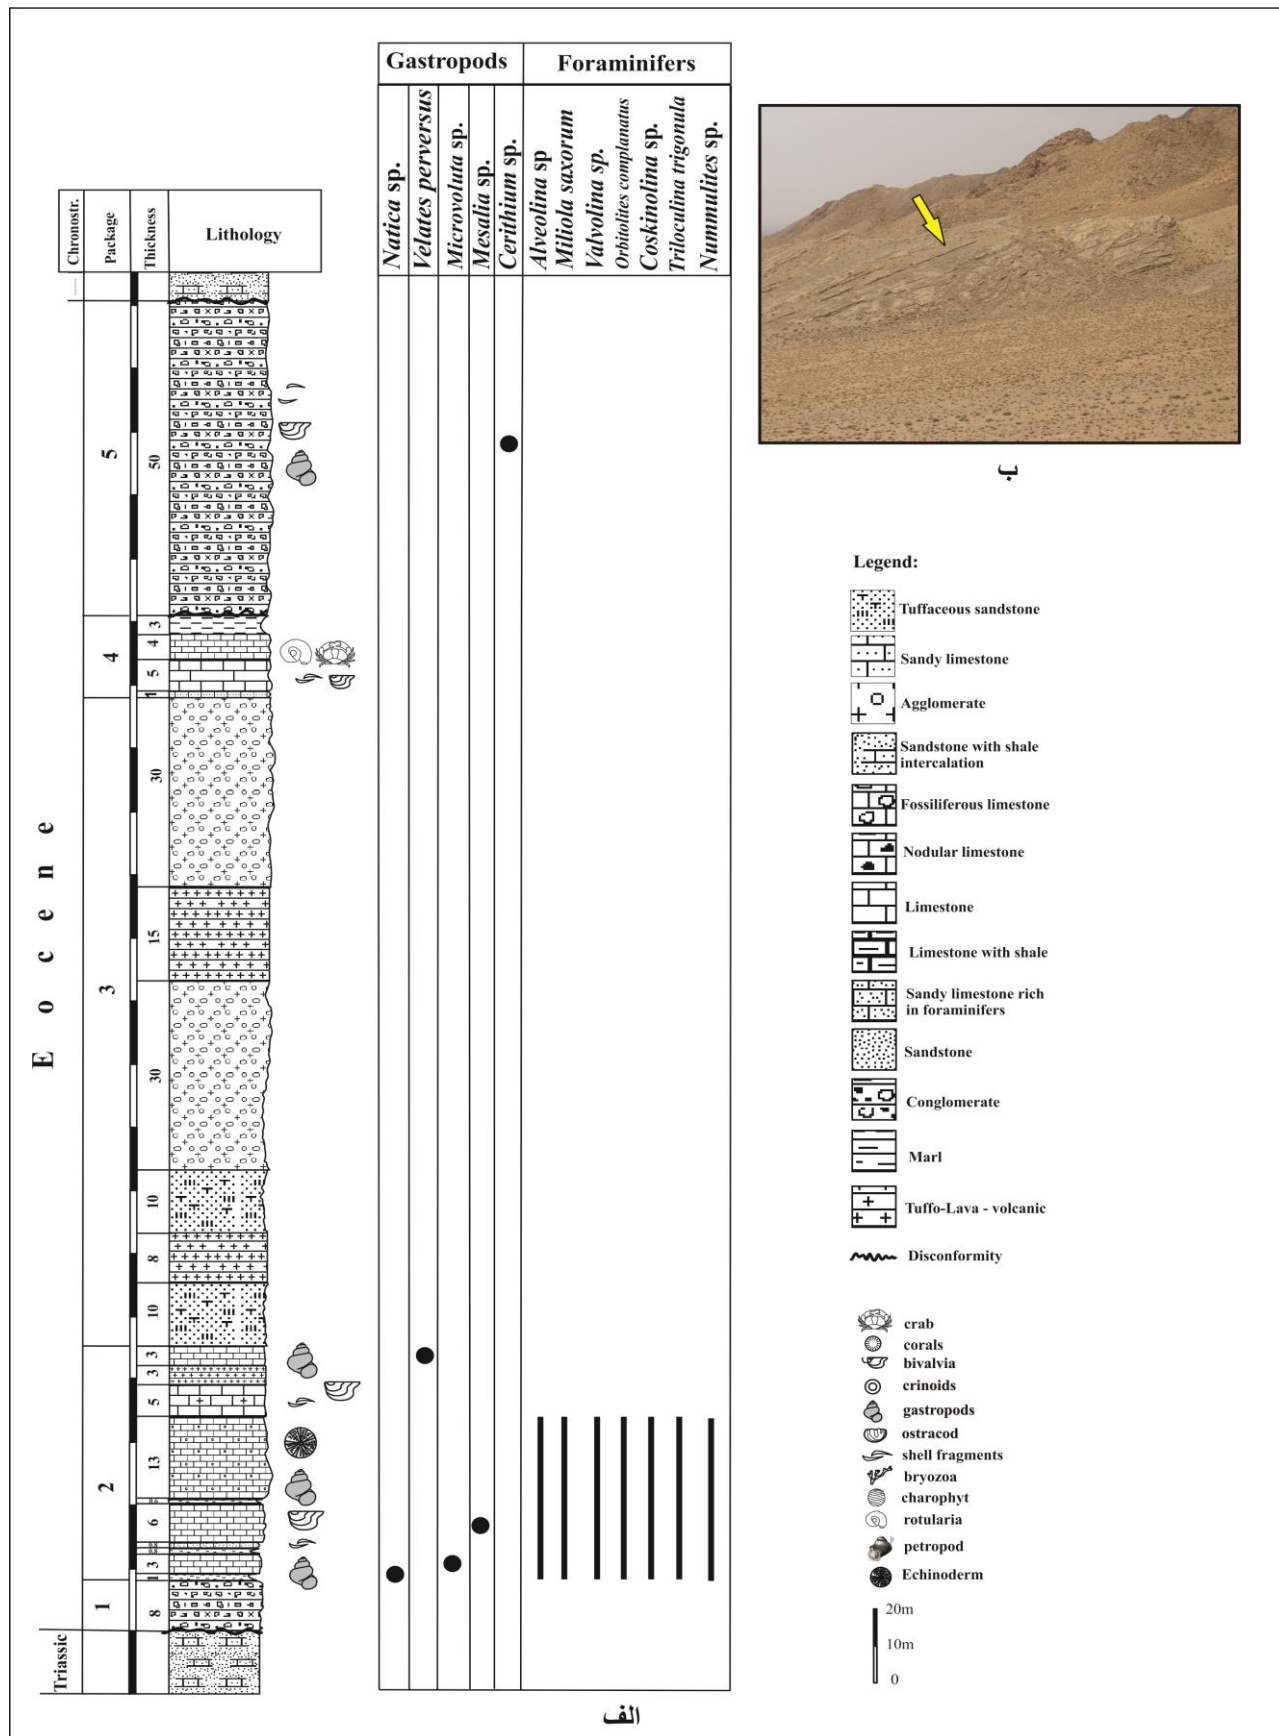 Gastropods
Foraminifers
Natica sp.
Velates perversus
Microvoluta sp.
Mesalia sp.
Cerithium sp.
Alveolina sp
Miliola saxorum
Valvolina sp.
Orbitolites complanatus
Coskinolina sp.
Triloculina trigonula
Nummulites sp.
Chronostr.
Package
Thickness
Lithology
Eocene
Triassic
5
4
3
2
1
50
3
4
5
1
30
15
30
10
8
10
3
3
5
13
6
3
1
8
ب
Legend:
Tuffaceous sandstone
Sandy limestone
Agglomerate
Sandstone with shale
intercalation
Fossiliferous limestone
Nodular limestone
Limestone
Limestone with shale
Sandy limestone rich
in foraminifers
Sandstone
Conglomerate
Marl
Tuffo-Lava - volcanic
Disconformity
crab
corals
bivalvia
crinoids
gastropods
ostracod
shell fragments
bryozoa
charophyt
rotularia
petropod
Echinoderm
20m
10m
0
الف